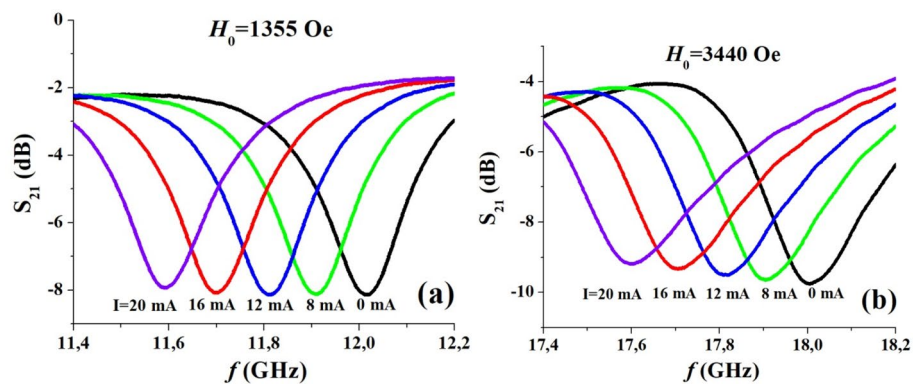 H₀=1355 Oe
0
-2
-4
-6
-8
S₂₁ (dB)
I=20 mA 16 mA 12 mA 8 mA 0 mA
(a)
11,4 11,6 11,8 12,0 12,2
f (GHz)
H₀=3440 Oe
-4
-6
-8
-10
S₂₁ (dB)
I=20 mA 16 mA 12 mA 8 mA 0 mA
(b)
17,4 17,6 17,8 18,0 18,2
f (GHz)